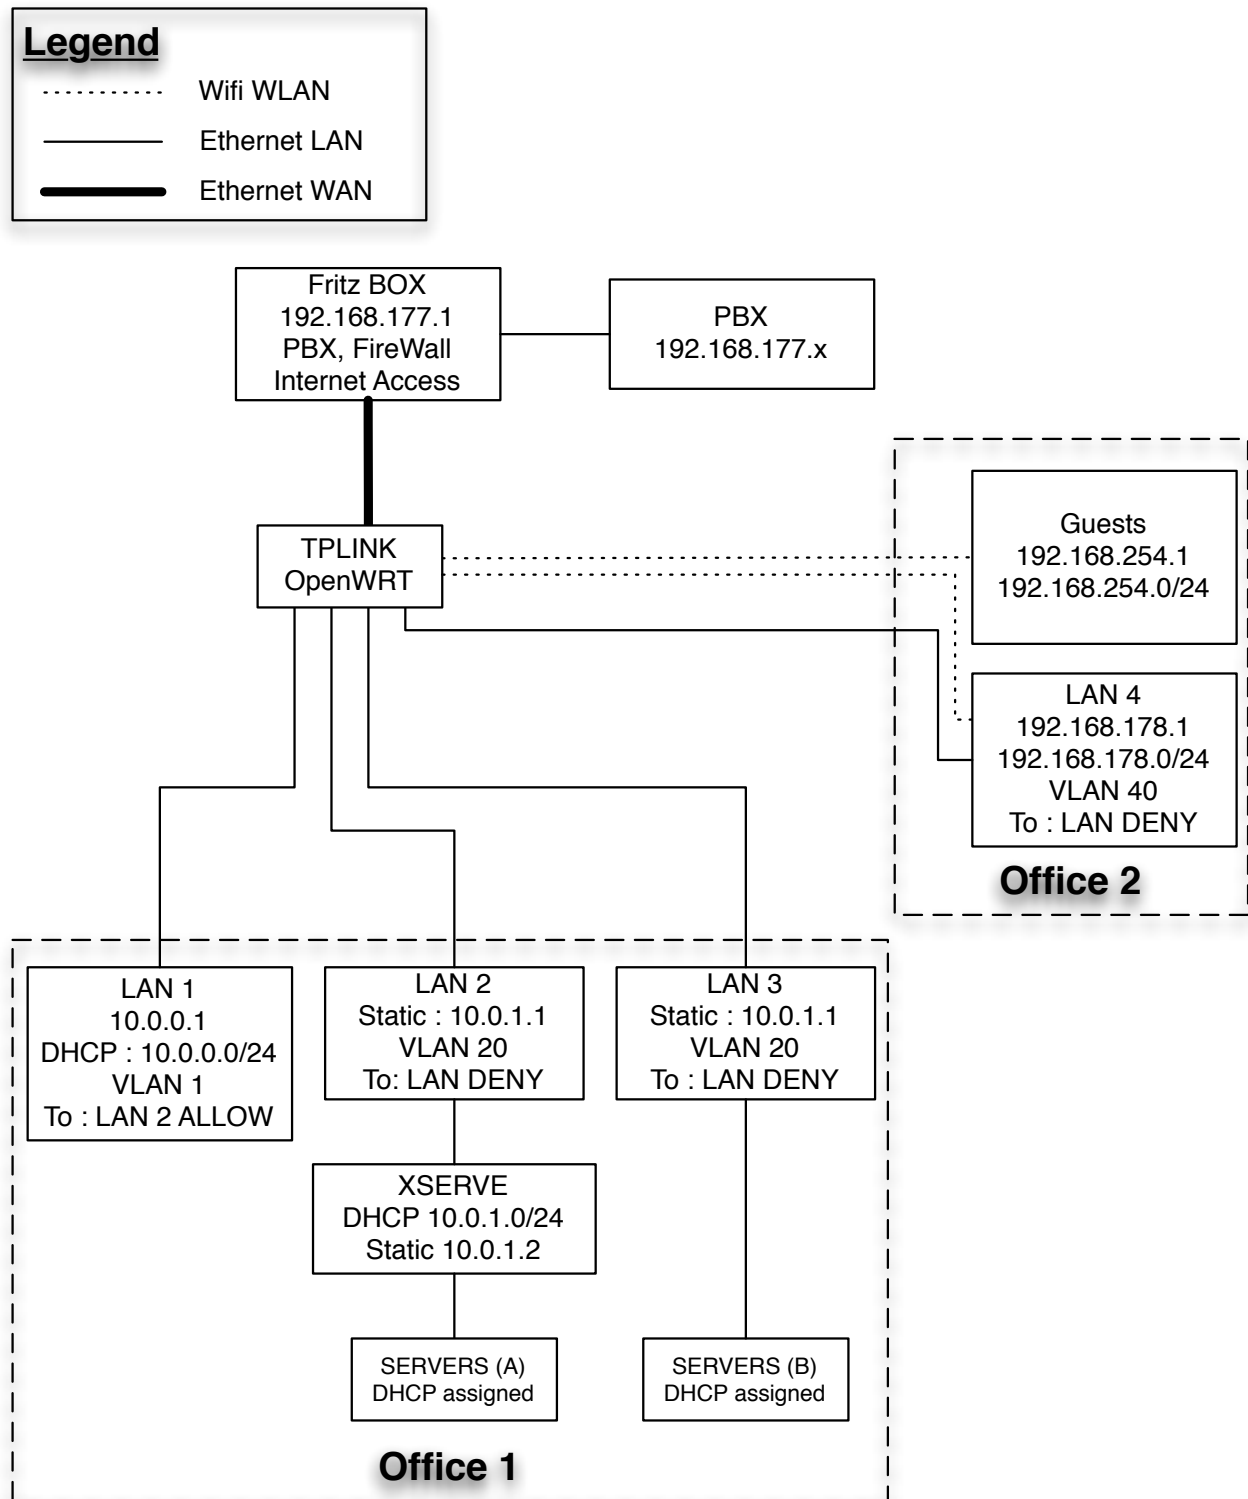 Legend
Wifi WLAN
Ethernet LAN
Ethernet WAN
Fritz BOX
192.168.177.1
PBX, FireWall
Internet Access
PBX
192.168.177.x
TPLINK
OpenWRT
Guests
192.168.254.1
192.168.254.0/24
LAN 4
192.168.178.1
192.168.178.0/24
VLAN 40
To : LAN DENY
Office 2
LAN 1
10.0.0.1
DHCP : 10.0.0.0/24
VLAN 1
To : LAN 2 ALLOW
LAN 2
Static : 10.0.1.1
VLAN 20
To: LAN DENY
LAN 3
Static : 10.0.1.1
VLAN 20
To : LAN DENY
XSERVE
DHCP 10.0.1.0/24
Static 10.0.1.2
SERVERS (A)
DHCP assigned
SERVERS (B)
DHCP assigned
Office 1